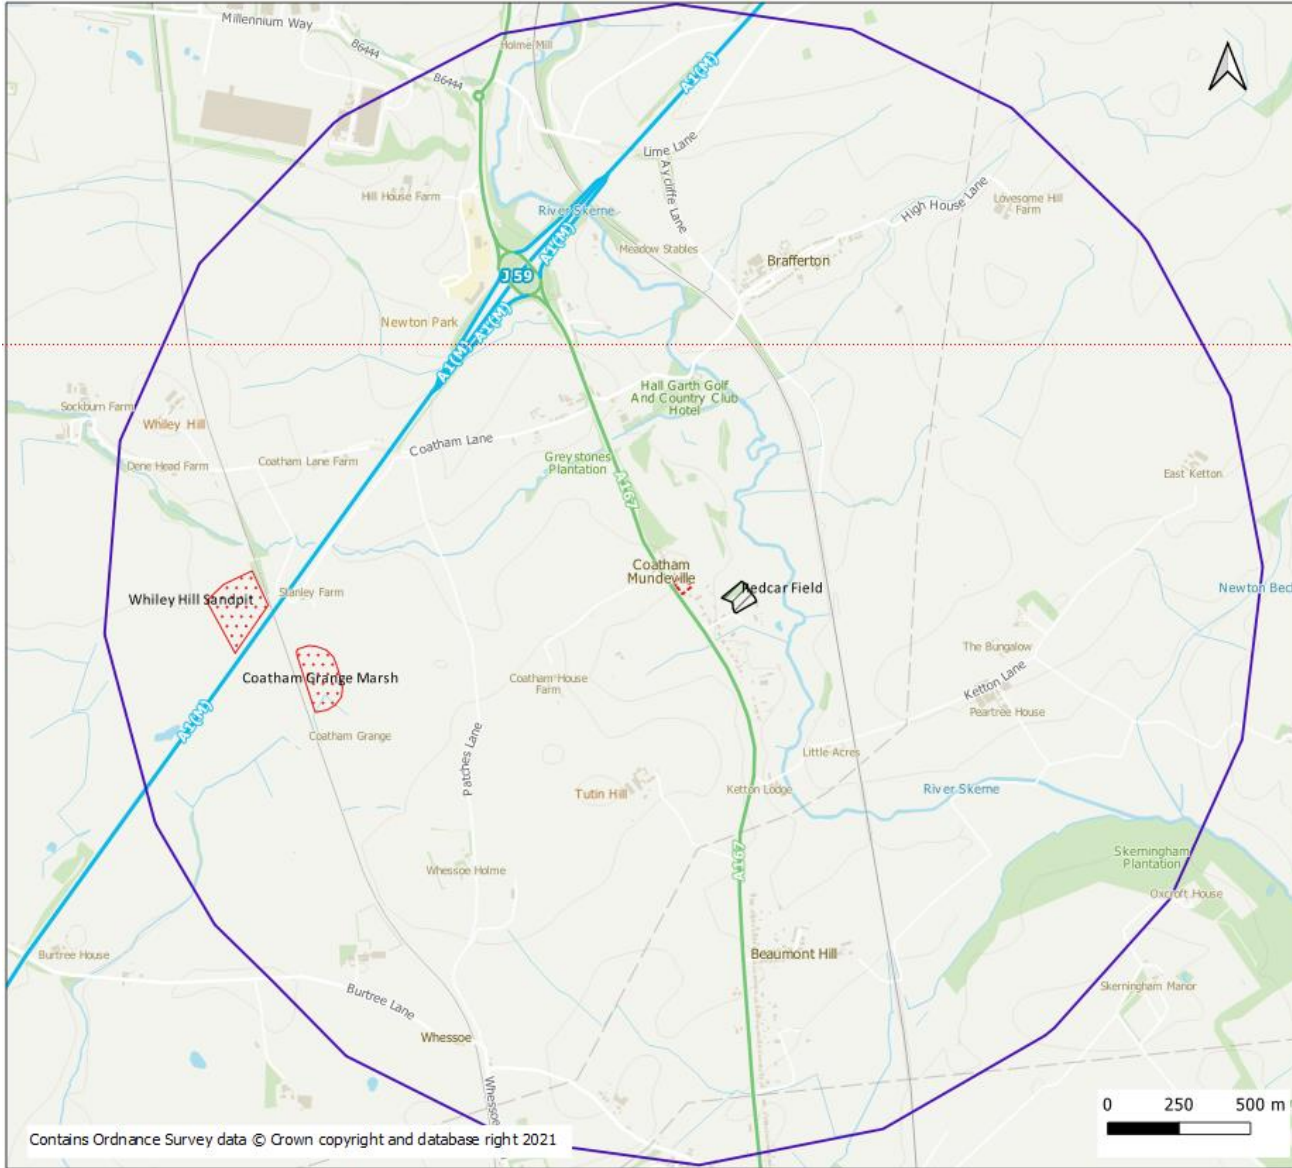 Millennium Way
B6444
Holme Mill
B6444
A1(M)
Lime Lane
Aycliffe Lane
Hill House Farm
High House Lane
Lovesome Hill
Farm
River Skerne
A1(M)
Meadow Stables
Brafferton
J 59
Newton Park
A1(M)
A1(M)
Hall Garth Golf
And Country Club
Hotel
Sockburn Farm
Whiley Hill
Coatham Lane
Dene Head Farm
Coatham Lane Farm
Greystones
Plantation
A167
East Ketton
Coatham
Mundeville
Redcar Field
Newton Bec
Whiley Hill Sandpit
Stanley Farm
The Bungalow
Coatham Grange Marsh
Coatham House
Farm
Ketton Lane
Peartree House
A1(M)
Coatham Grange
Patches Lane
Little Acres
Tutin Hill
Ketton Lodge
River Skerne
A167
Skerningham
Plantation
Whessoe Holme
Oxcroft House
Burtree House
Beaumont Hill
Burtree Lane
Skerningham Manor
Whessoe
Whessoe
0 250 500 m
Contains Ordnance Survey data © Crown copyright and database right 2021